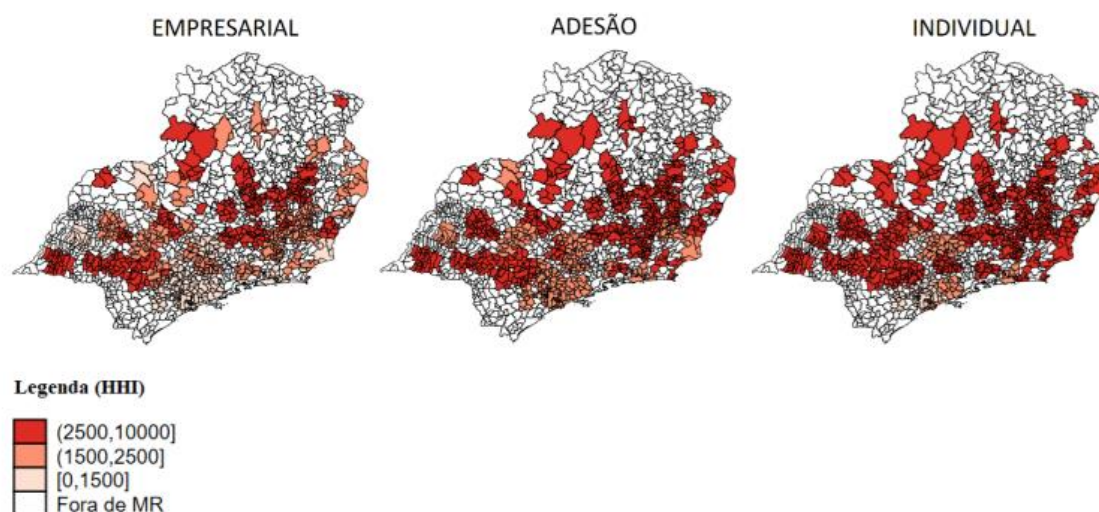 EMPRESARIAL
ADESÃO
INDIVIDUAL
Legenda (HHI)
(2500,10000]
(1500,2500]
[0,1500]
Fora de MR